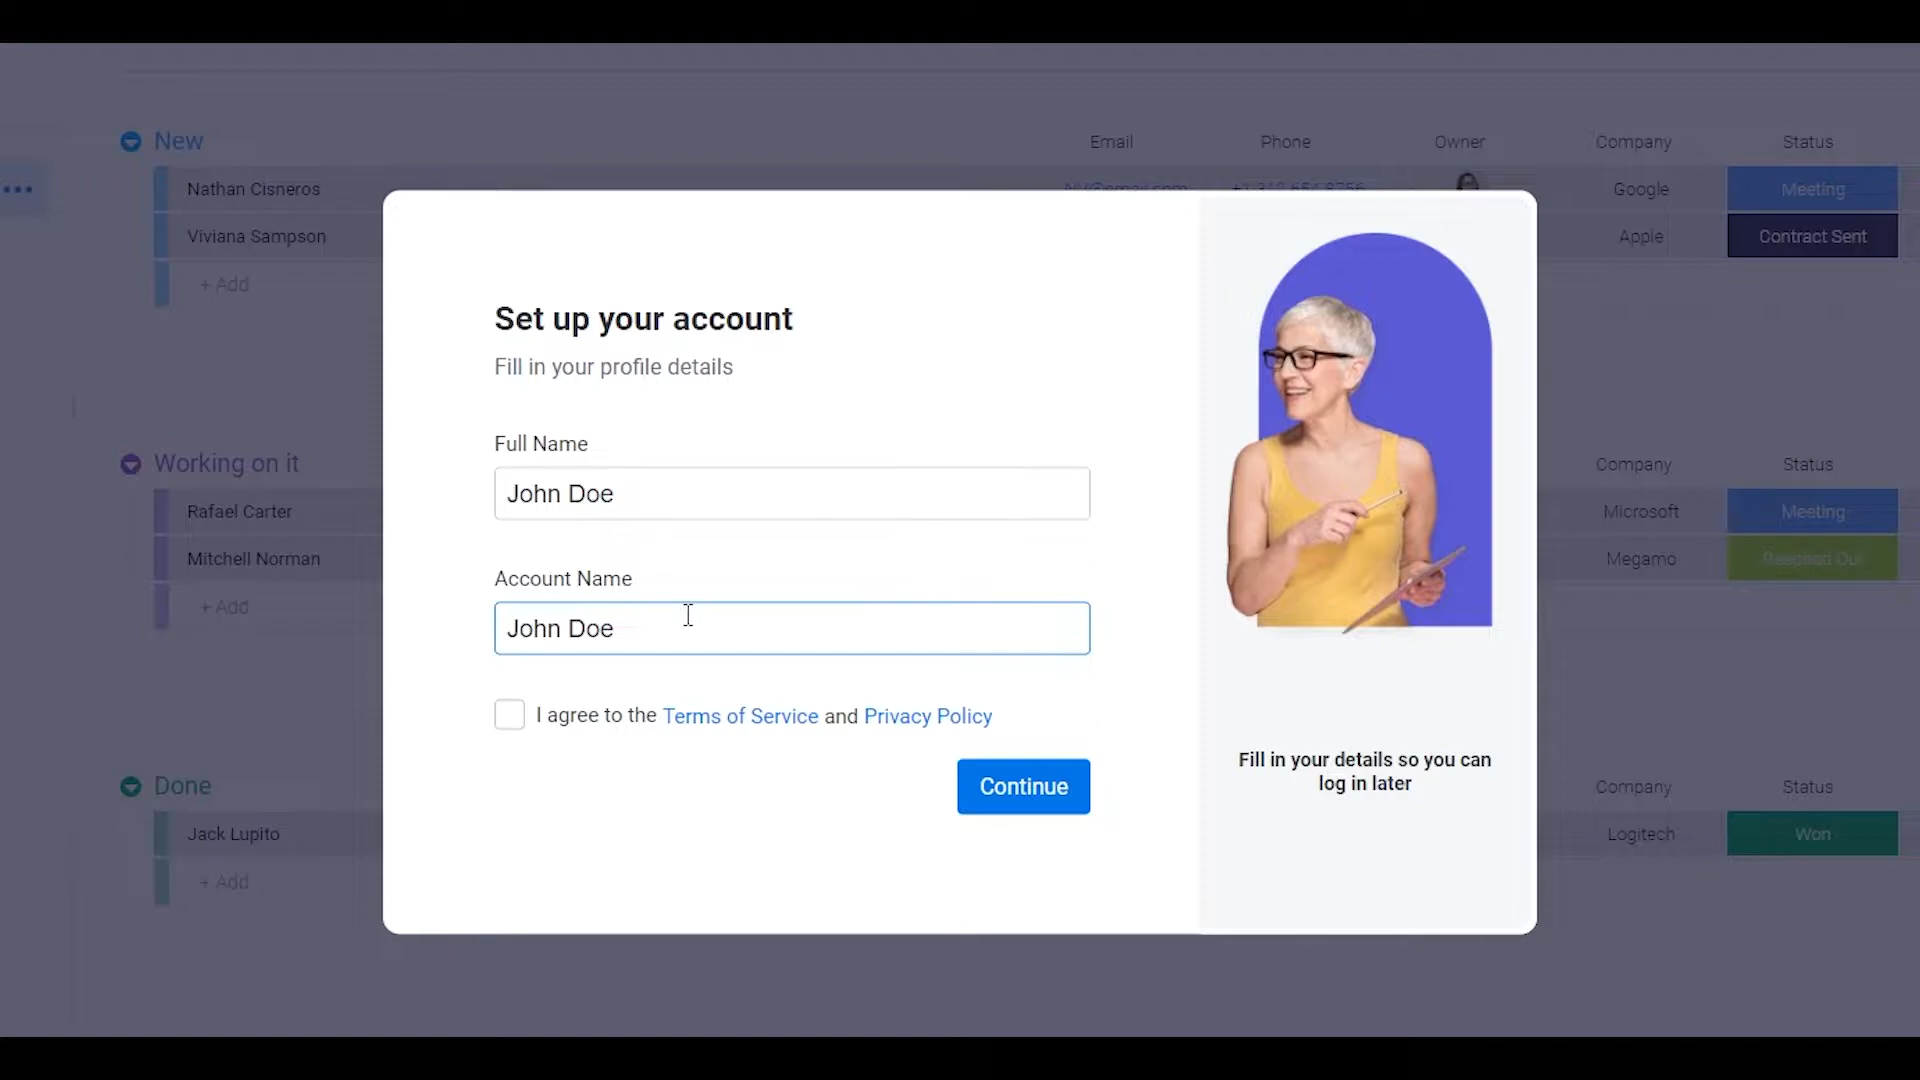 New
Email
Phone
Owner
Company
Status
Nathan Cisneros
Google
Meeting
Viviana Sampson
Apple
Contract Sent
+ Add
Set up your account
Fill in your profile details
Full Name
John Doe
Account Name
John Doe
I agree to the Terms of Service and Privacy Policy
Continue
Fill in your details so you can
log in later
Working on it
Company
Status
Rafael Carter
Microsoft
Meeting
Mitchell Norman
Megamo
+ Add
Done
Company
Status
Jack Lupito
Logitech
Won
+ Add